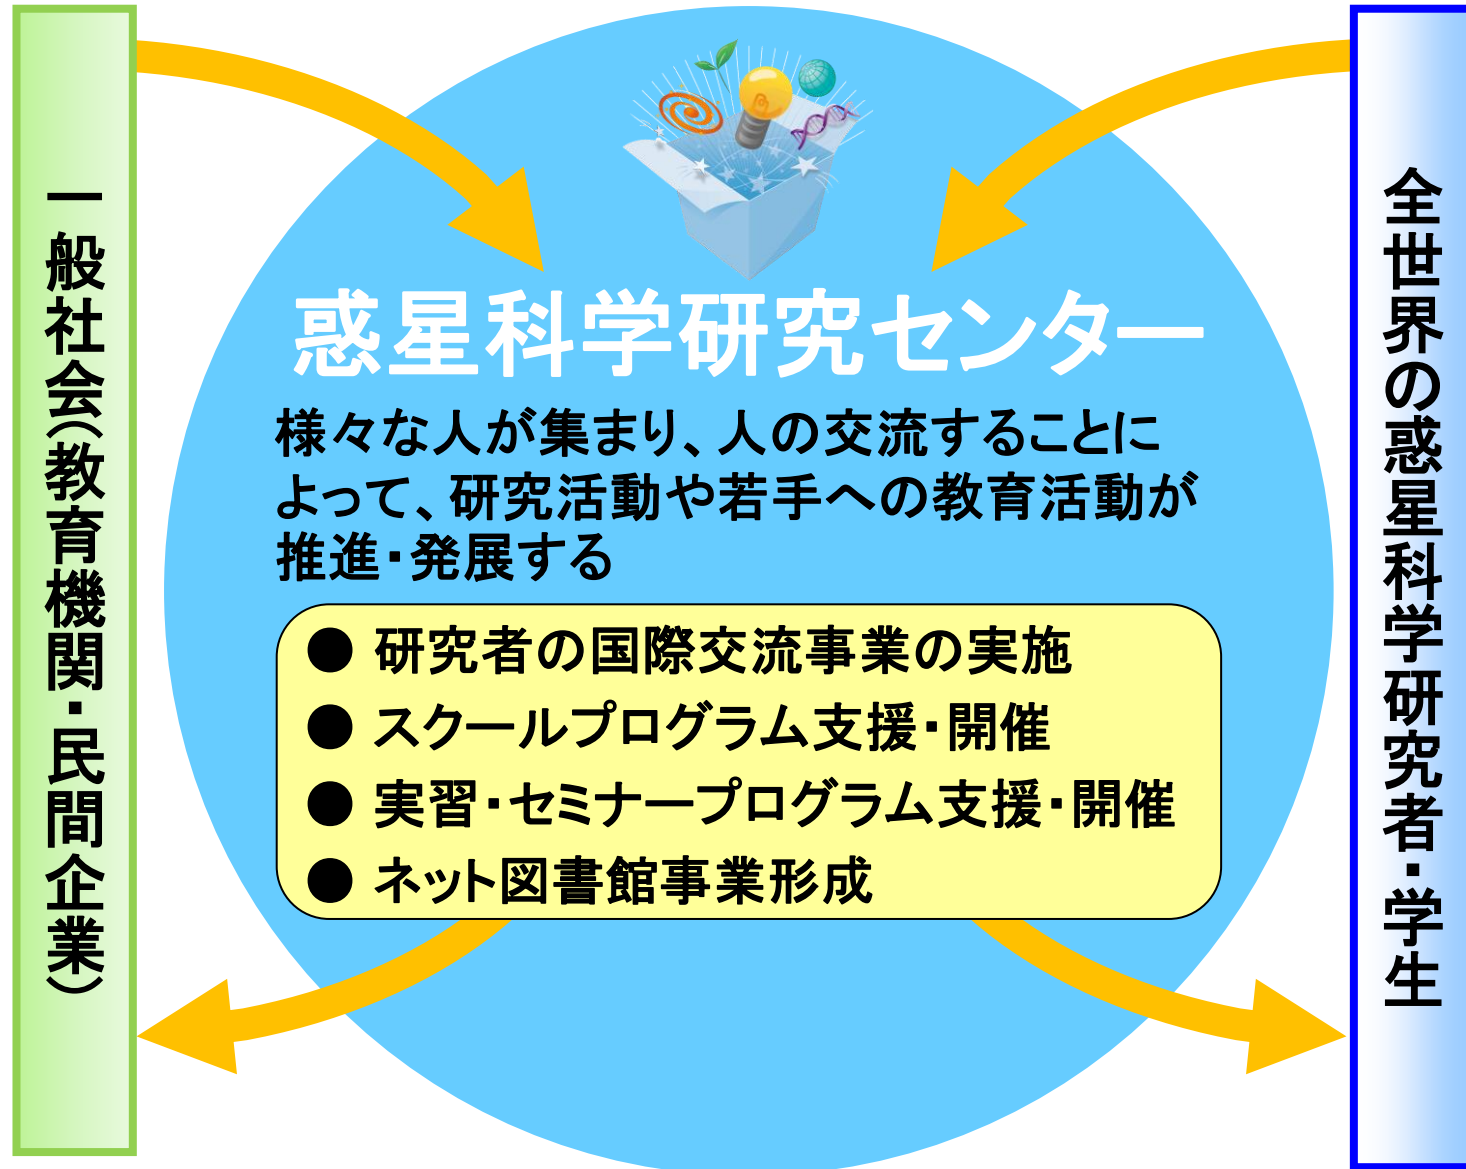 一般社会(教育機関・民間企業)
惑星科学研究センター
様々な人が集まり、人の交流することに
よって、研究活動や若手への教育活動が
推進・発展する
● 研究者の国際交流事業の実施
● スクールプログラム支援・開催
● 実習・セミナープログラム支援・開催
● ネット図書館事業形成
全世界の惑星科学研究者・学生